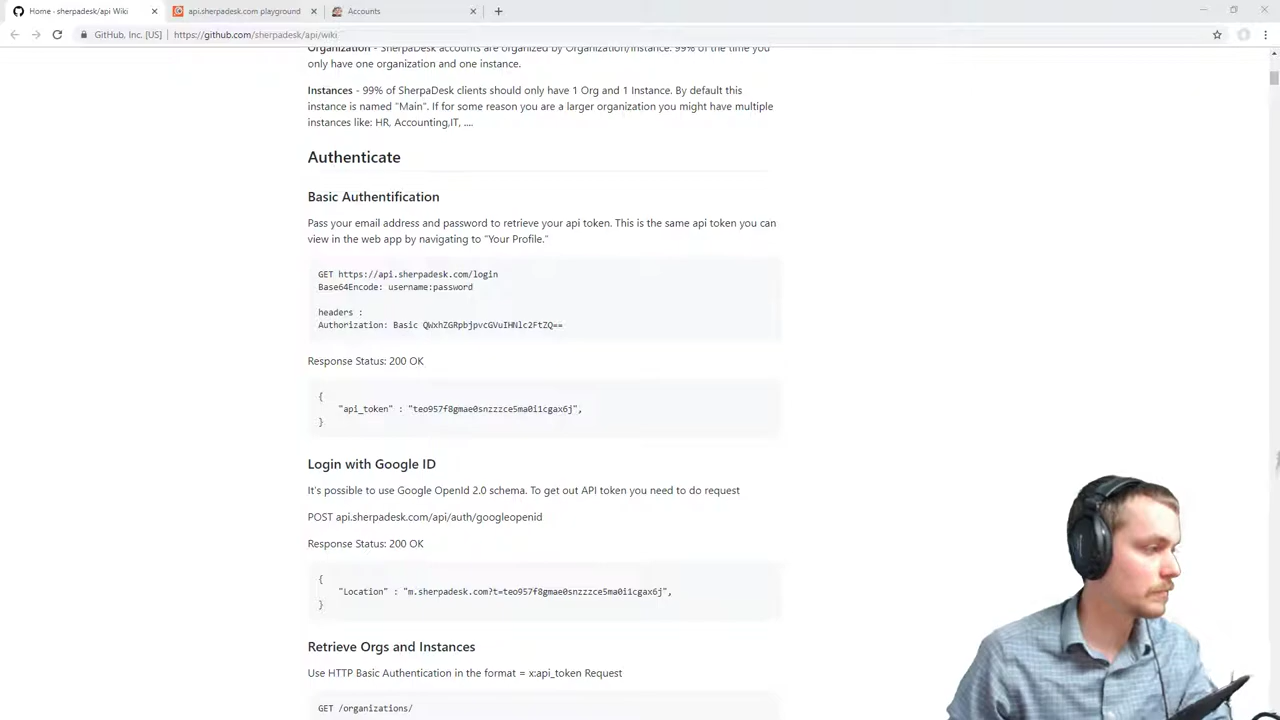 Home - sherpadesk/api Wiki
api.sherpadesk.com playground
Accounts
GitHub, Inc. [US]
https://github.com/sherpadesk/api/wiki
Organization - SherpaDesk accounts are organized by Organization/Instance. 99% of the time you
only have one organization and one instance.
Instances - 99% of SherpaDesk clients should only have 1 Org and 1 Instance. By default this
instance is named "Main". If for some reason you are a larger organization you might have multiple
instances like: HR, Accounting,IT, ....
Authenticate
Basic Authentification
Pass your email address and password to retrieve your api token. This is the same api token you can
view in the web app by navigating to "Your Profile."
GET https://api.sherpadesk.com/login
Base64Encode: username:password
headers :
Authorization: Basic QWxhZGRpbjpvcGVuIHNlc2FtZQ==
Response Status: 200 OK
{
"api_token" : "teo957f8gmae0snzzzce5ma0i1cgax6j",
}
Login with Google ID
It's possible to use Google OpenId 2.0 schema. To get out API token you need to do request
POST api.sherpadesk.com/api/auth/googleopenid
Response Status: 200 OK
{
"Location" : "m.sherpadesk.com?t=teo957f8gmae0snzzzce5ma0i1cgax6j",
}
Retrieve Orgs and Instances
Use HTTP Basic Authentication in the format = x:api_token Request
GET /organizations/